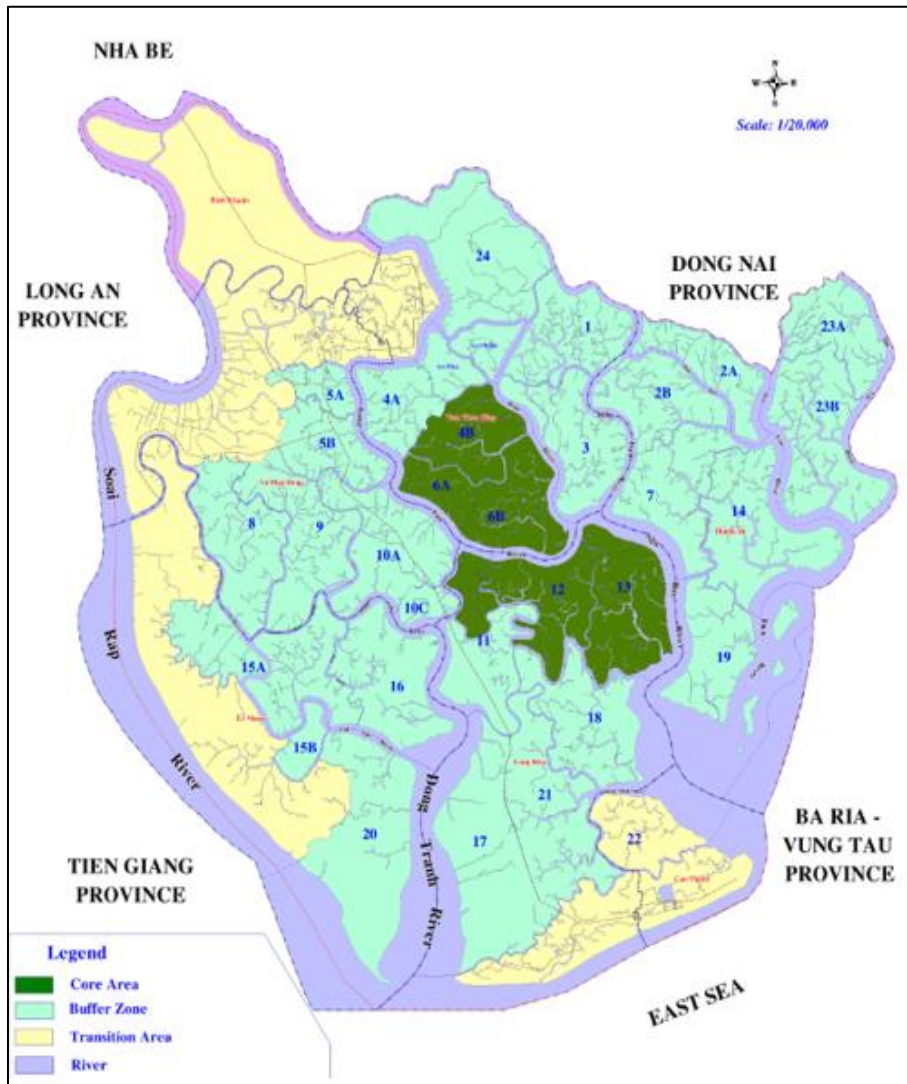 NHA BE
N
W E
S
Scale: 1/20.000
LONG AN
PROVINCE
DONG NAI
PROVINCE
24
1
23A
2A
2B
23B
5A
4A
4B
5B
3
6A
6B
7
14
8
9
10A
12
13
10C
11
19
15A
16
18
15B
21
20
17
22
Soai
Rap
River
Dong
Tranh
River
TIEN GIANG
PROVINCE
BA RIA -
VUNG TAU
PROVINCE
EAST SEA
Legend
Core Area
Buffer Zone
Transition Area
River